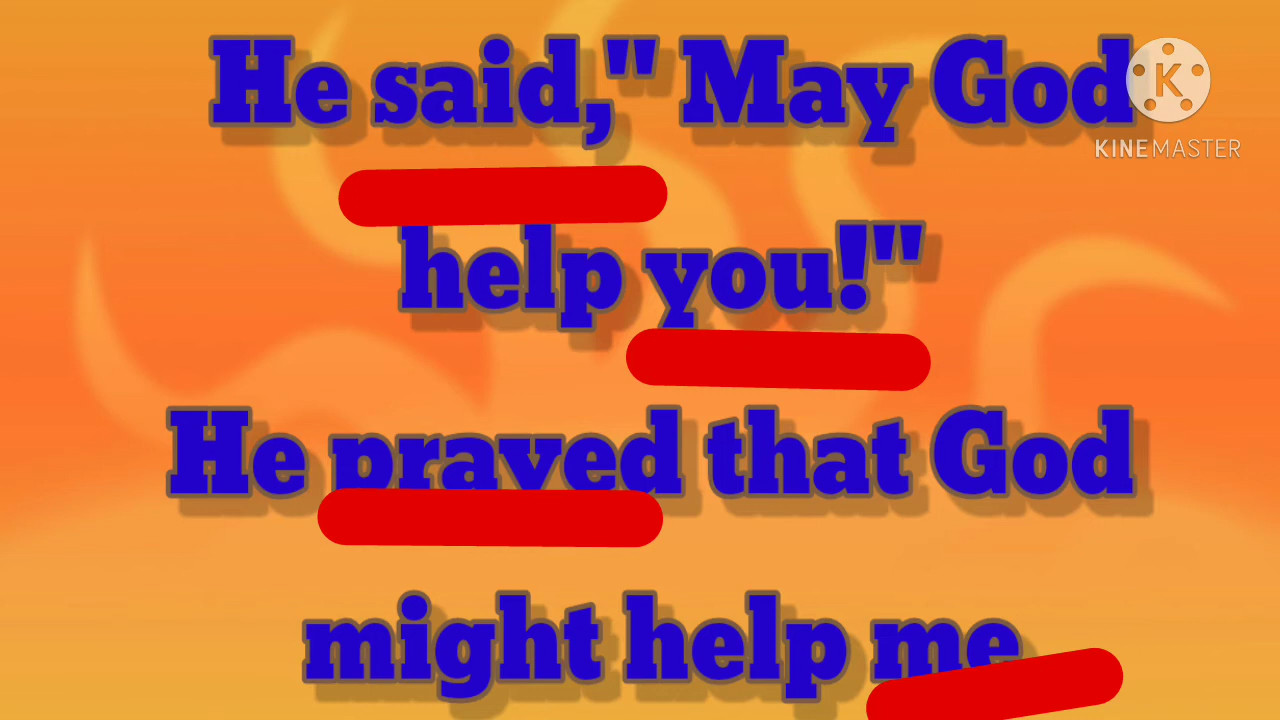 He said," May God
help you!"
He prayed that God
might help me
KINEMASTER